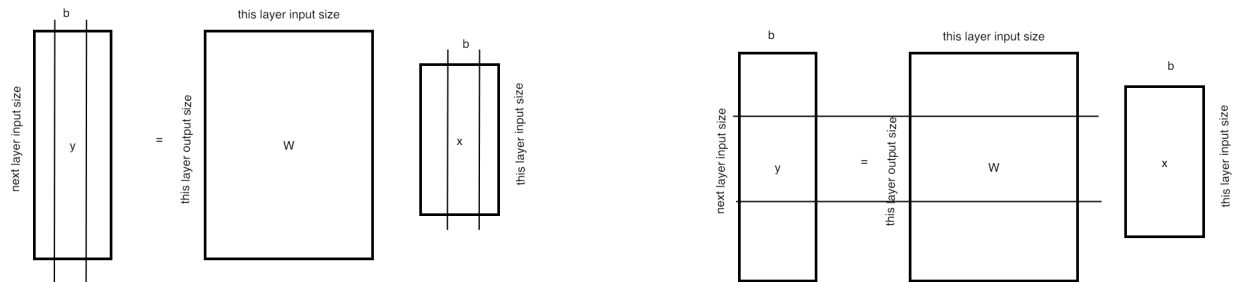 b
this layer input size
b
next layer input size
y
=
this layer output size
W
x
this layer input size
b
this layer input size
b
next layer input size
y
=
this layer output size
W
x
this layer input size